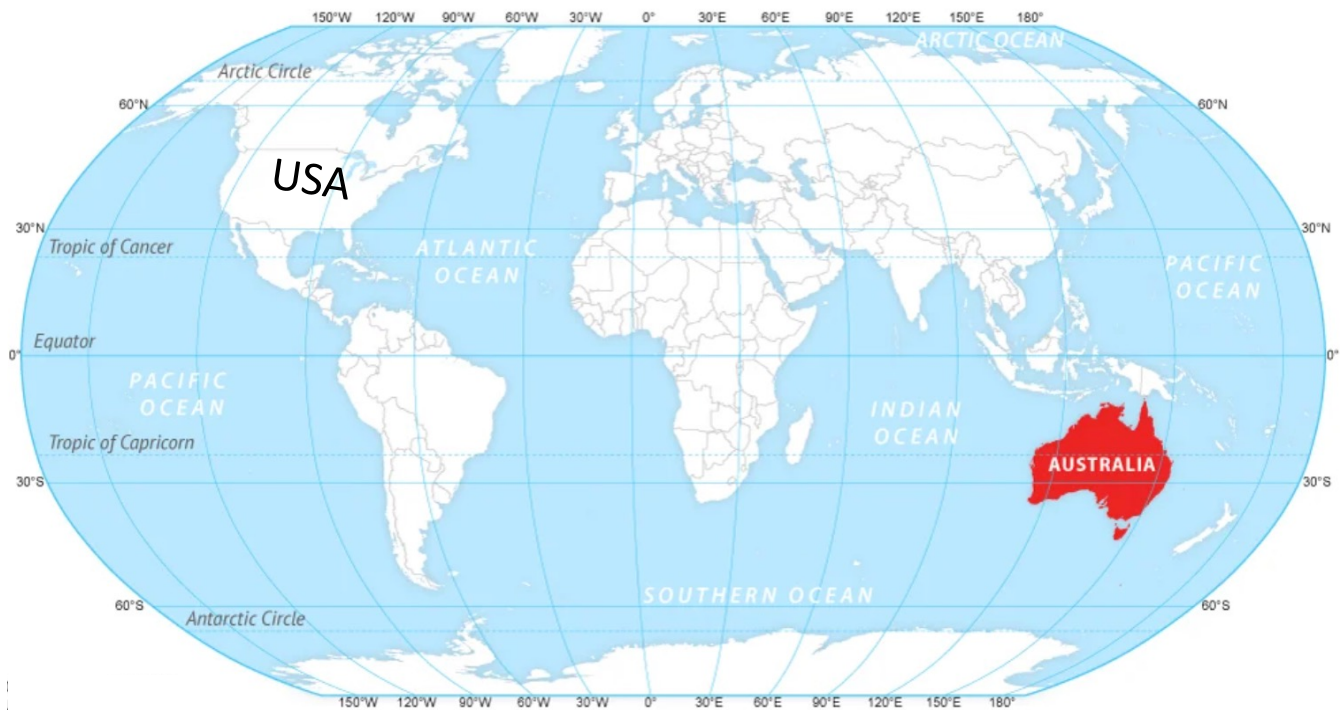 150°W 120°W 90°W 60°W 30°W 0° 30°E 60°E 90°E 120°E 150°E 180°
ARCTIC OCEAN
Arctic Circle
60°N 60°N
USA
30°N 30°N
Tropic of Cancer
ATLANTIC
OCEAN
PACIFIC
OCEAN
Equator
0° 0°
PACIFIC
OCEAN
INDIAN
OCEAN
Tropic of Capricorn
AUSTRALIA
30°S 30°S
SOUTHERN OCEAN
60°S 60°S
Antarctic Circle
150°W 120°W 90°W 60°W 30°W 0° 30°E 60°E 90°E 120°E 150°E 180°